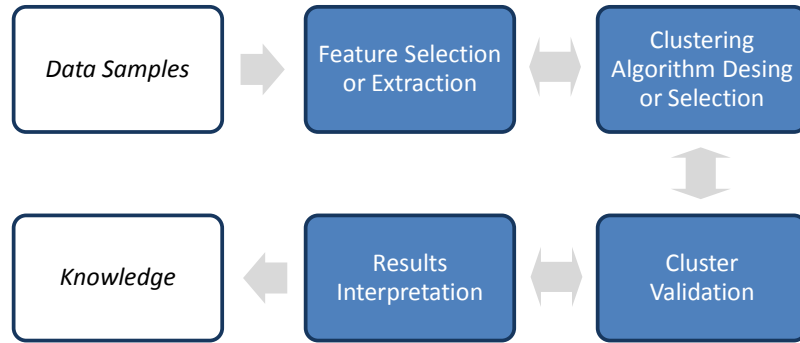 Data Samples
Feature Selection
or Extraction
Clustering
Algorithm Desing
or Selection
Knowledge
Results
Interpretation
Cluster
Validation